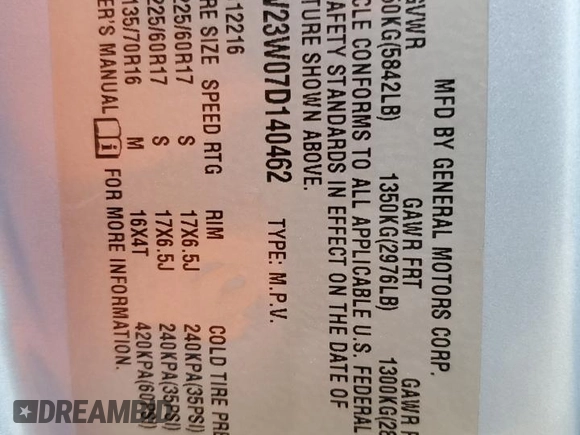 MFD BY GENERAL MOTORS CORP.
GVWR GAWR FRT GAWR
50KG(5842LB) 1350KG(2976LB) 1300KG(28
CLE CONFORMS TO ALL APPLICABLE U.S. FEDERAL
AFETY STANDARDS IN EFFECT ON THE DATE OF
TURE SHOWN ABOVE.
V23W07D140462 TYPE: M.P.V.
12216
RE SIZE SPEED RTG RIM COLD TIRE PRE
225/60R17 S 17X6.5J 240KPA(35PSI)
225/60R17 S 17X6.5J 240KPA(35PSI)
135/70R16 M 16X4T 420KPA(60PSI)
ER'S MANUAL FOR MORE INFORMATION.
DREAMBID